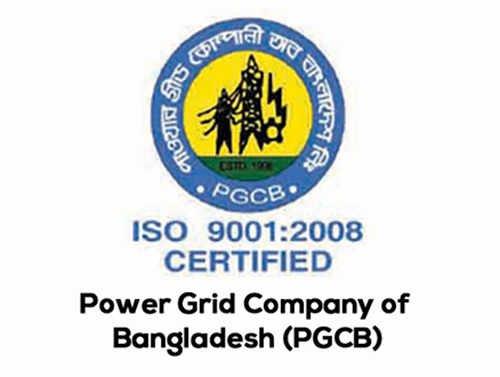 পাওয়ার গ্রীড কোম্পানী অব বাংলাদেশ লিঃ
ESTD. 1996
• PGCB •
ISO 9001:2008
CERTIFIED
Power Grid Company of
Bangladesh (PGCB)